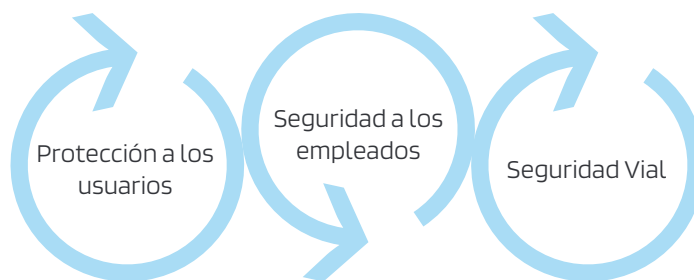 Protección a los
usuarios
Seguridad a los
empleados
Seguridad Vial